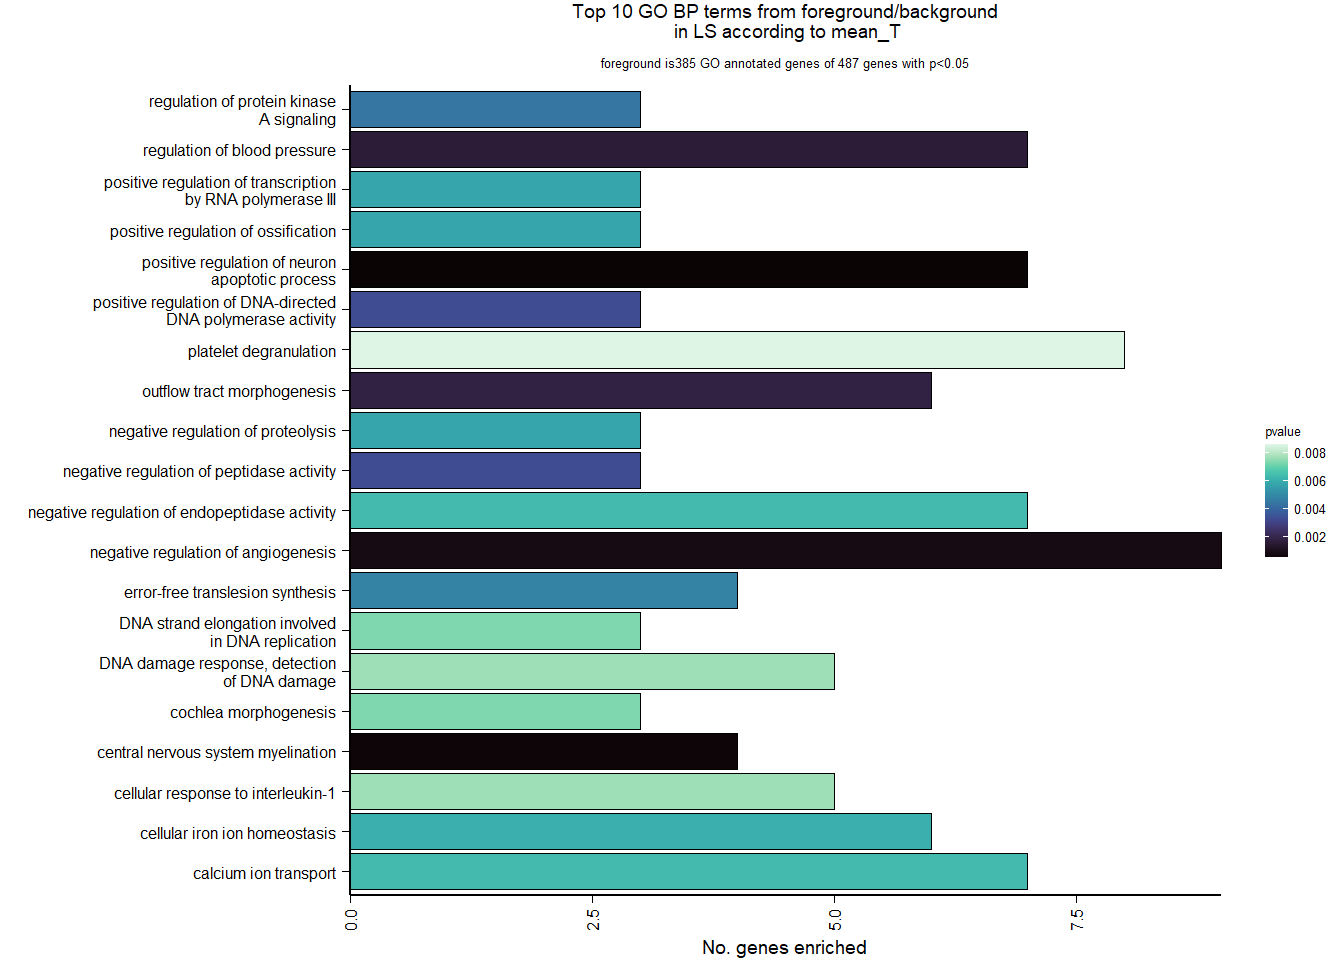 Top 10 GO BP terms from foreground/background
in LS according to mean_T
foreground is385 GO annotated genes of 487 genes with p<0.05
regulation of protein kinase
A signaling
regulation of blood pressure
positive regulation of transcription
by RNA polymerase III
positive regulation of ossification
positive regulation of neuron
apoptotic process
positive regulation of DNA-directed
DNA polymerase activity
platelet degranulation
outflow tract morphogenesis
negative regulation of proteolysis
negative regulation of peptidase activity
negative regulation of endopeptidase activity
negative regulation of angiogenesis
error-free translesion synthesis
DNA strand elongation involved
in DNA replication
DNA damage response, detection
of DNA damage
cochlea morphogenesis
central nervous system myelination
cellular response to interleukin-1
cellular iron ion homeostasis
calcium ion transport
0.0
2.5
5.0
7.5
No. genes enriched
pvalue
0.008
0.006
0.004
0.002